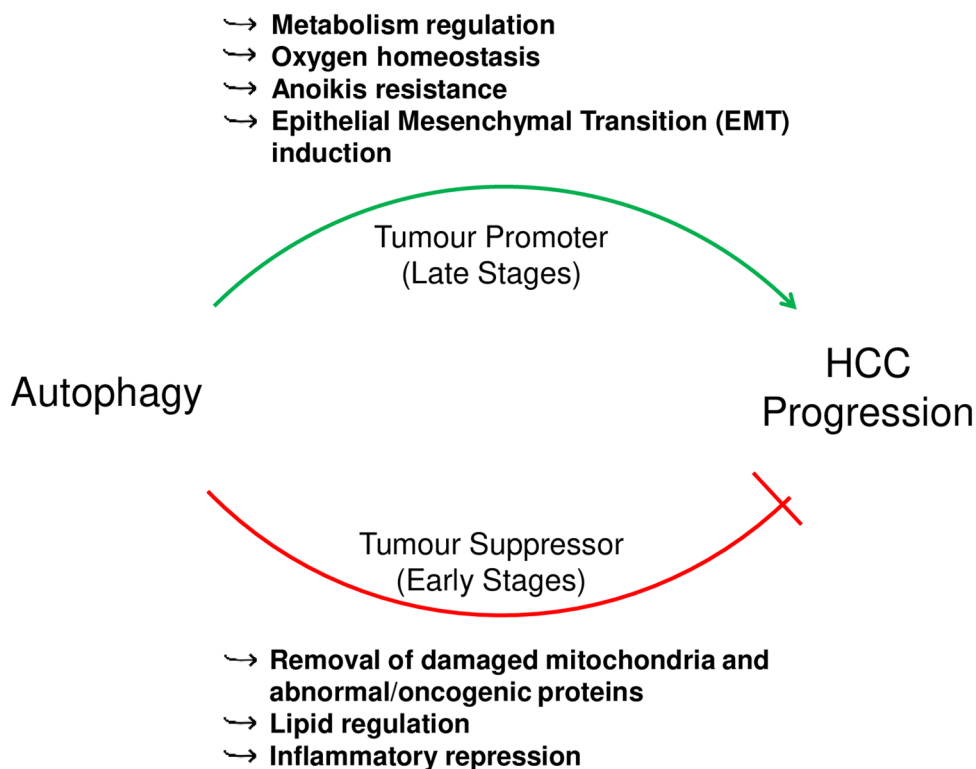 Metabolism regulation
Oxygen homeostasis
Anoikis resistance
Epithelial Mesenchymal Transition (EMT)
induction
Tumour Promoter
(Late Stages)
Autophagy
HCC
Progression
Tumour Suppressor
(Early Stages)
Removal of damaged mitochondria and
abnormal/oncogenic proteins
Lipid regulation
Inflammatory repression